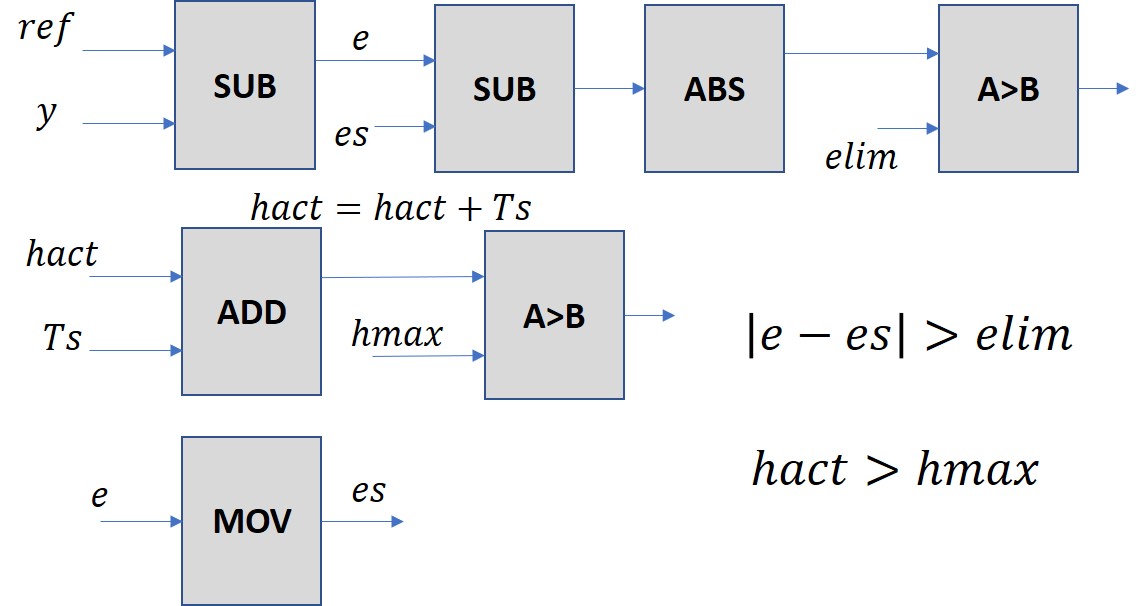 ref
y
SUB
e
es
SUB
ABS
elim
A>B
hact = hact + Ts
hact
Ts
ADD
hmax
A>B
|e − es| > elim
hact > hmax
e
MOV
es